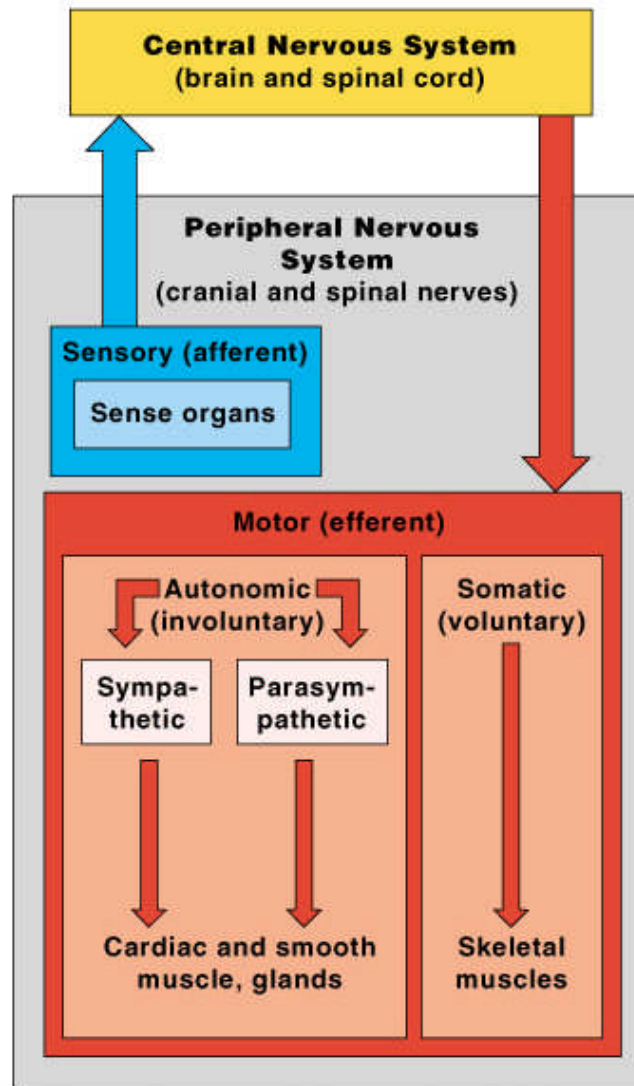 Central Nervous System
(brain and spinal cord)
Peripheral Nervous
System
(cranial and spinal nerves)
Sensory (afferent)
Sense organs
Motor (efferent)
Autonomic
(involuntary)
Sympa-
thetic
Parasym-
pathetic
Cardiac and smooth
muscle, glands
Somatic
(voluntary)
Skeletal
muscles